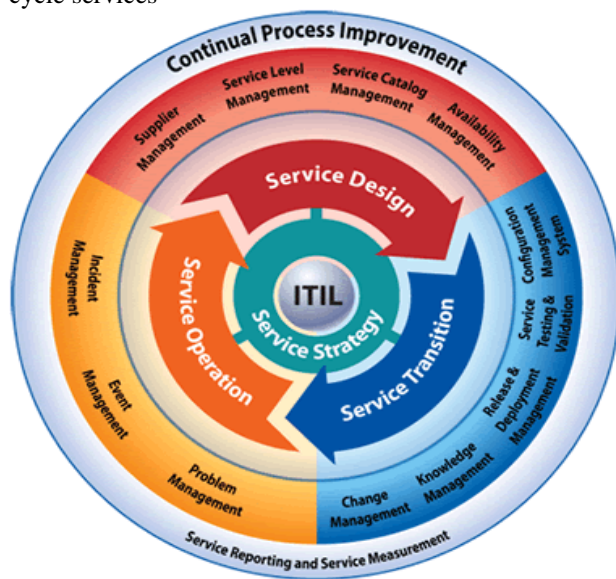 cycle services
Continual Process Improvement
Supplier
Management
Service Level
Management
Service Catalog
Management
Availability
Management
Configuration
Management
System
Service
Testing &
Validation
Release &
Deployment
Management
Knowledge
Management
Change
Management
Problem
Management
Event
Management
Incident
Management
Service Design
Service Transition
Service Operation
Service Strategy
ITIL
Service Reporting and Service Measurement